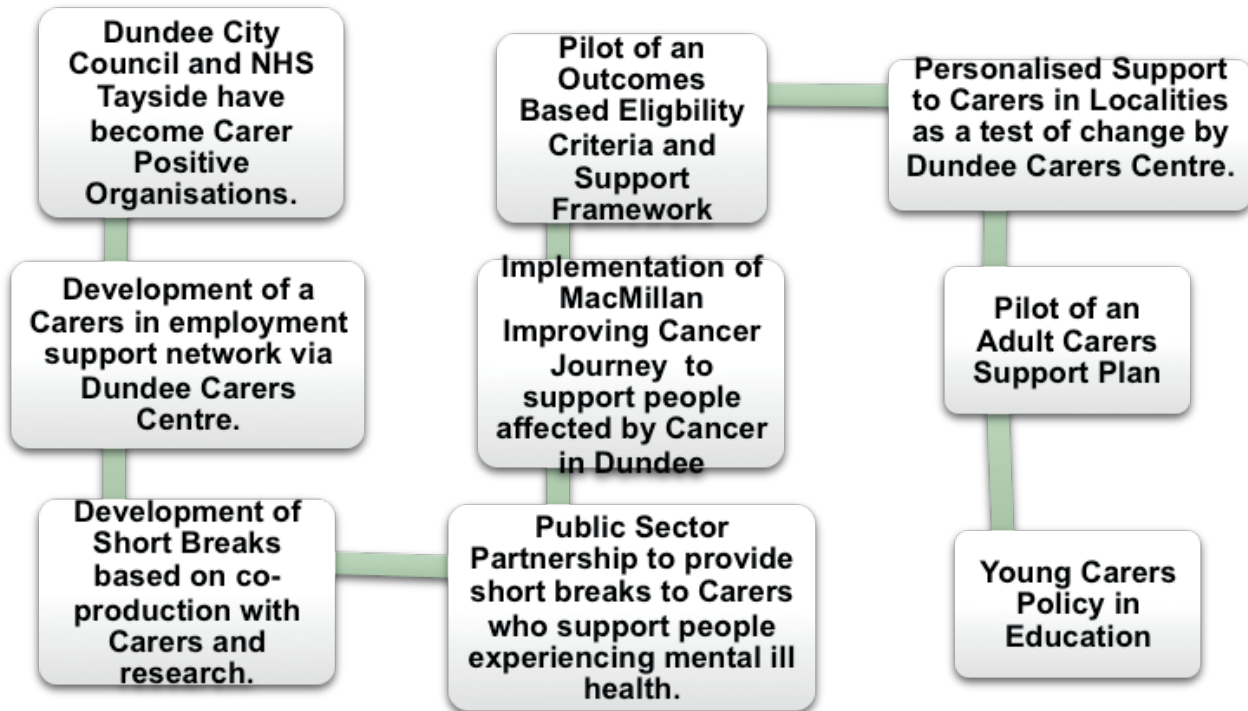 Dundee City
Council and NHS
Tayside have
become Carer
Positive
Organisations.
Development of a
Carers in employment
support network via
Dundee Carers
Centre.
Development of
Short Breaks
based on co-
production with
Carers and
research.
Public Sector
Partnership to provide
short breaks to Carers
who support people
experiencing mental ill
health.
Implementation of
MacMillan
Improving Cancer
Journey to
support people
affected by Cancer
in Dundee
Pilot of an
Outcomes
Based Eligbility
Criteria and
Support
Framework
Personalised Support
to Carers in Localities
as a test of change by
Dundee Carers Centre.
Pilot of an
Adult Carers
Support Plan
Young Carers
Policy in
Education